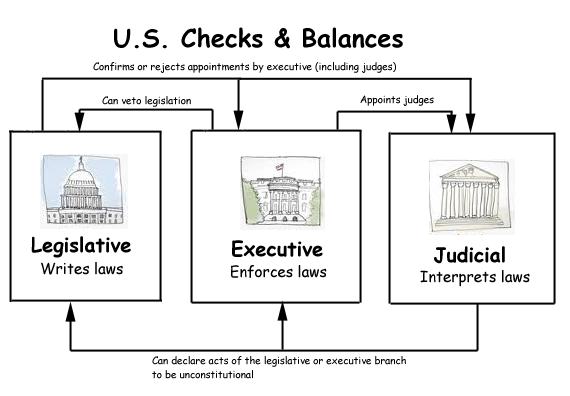 U.S. Checks & Balances
Confirms or rejects appointments by executive (including judges)
Can veto legislation
Appoints judges
Legislative
Writes laws
Executive
Enforces laws
Judicial
Interprets laws
Can declare acts of the legislative or executive branch
to be unconstitutional